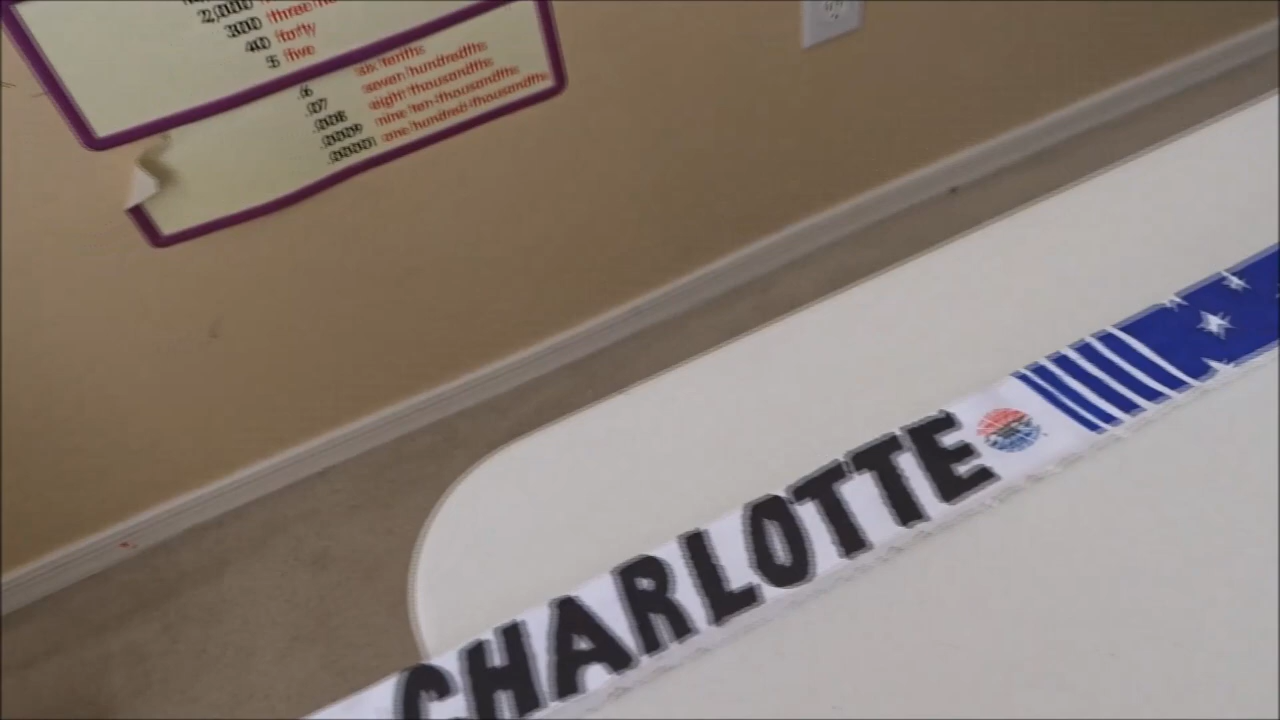 2,000
300
40 forty
5 five
.6 six tenths
.07 seven hundredths
.008 eight thousandths
.0009 nine ten-thousandths
.00001 one hundred-thousandths
CHARLOTTE